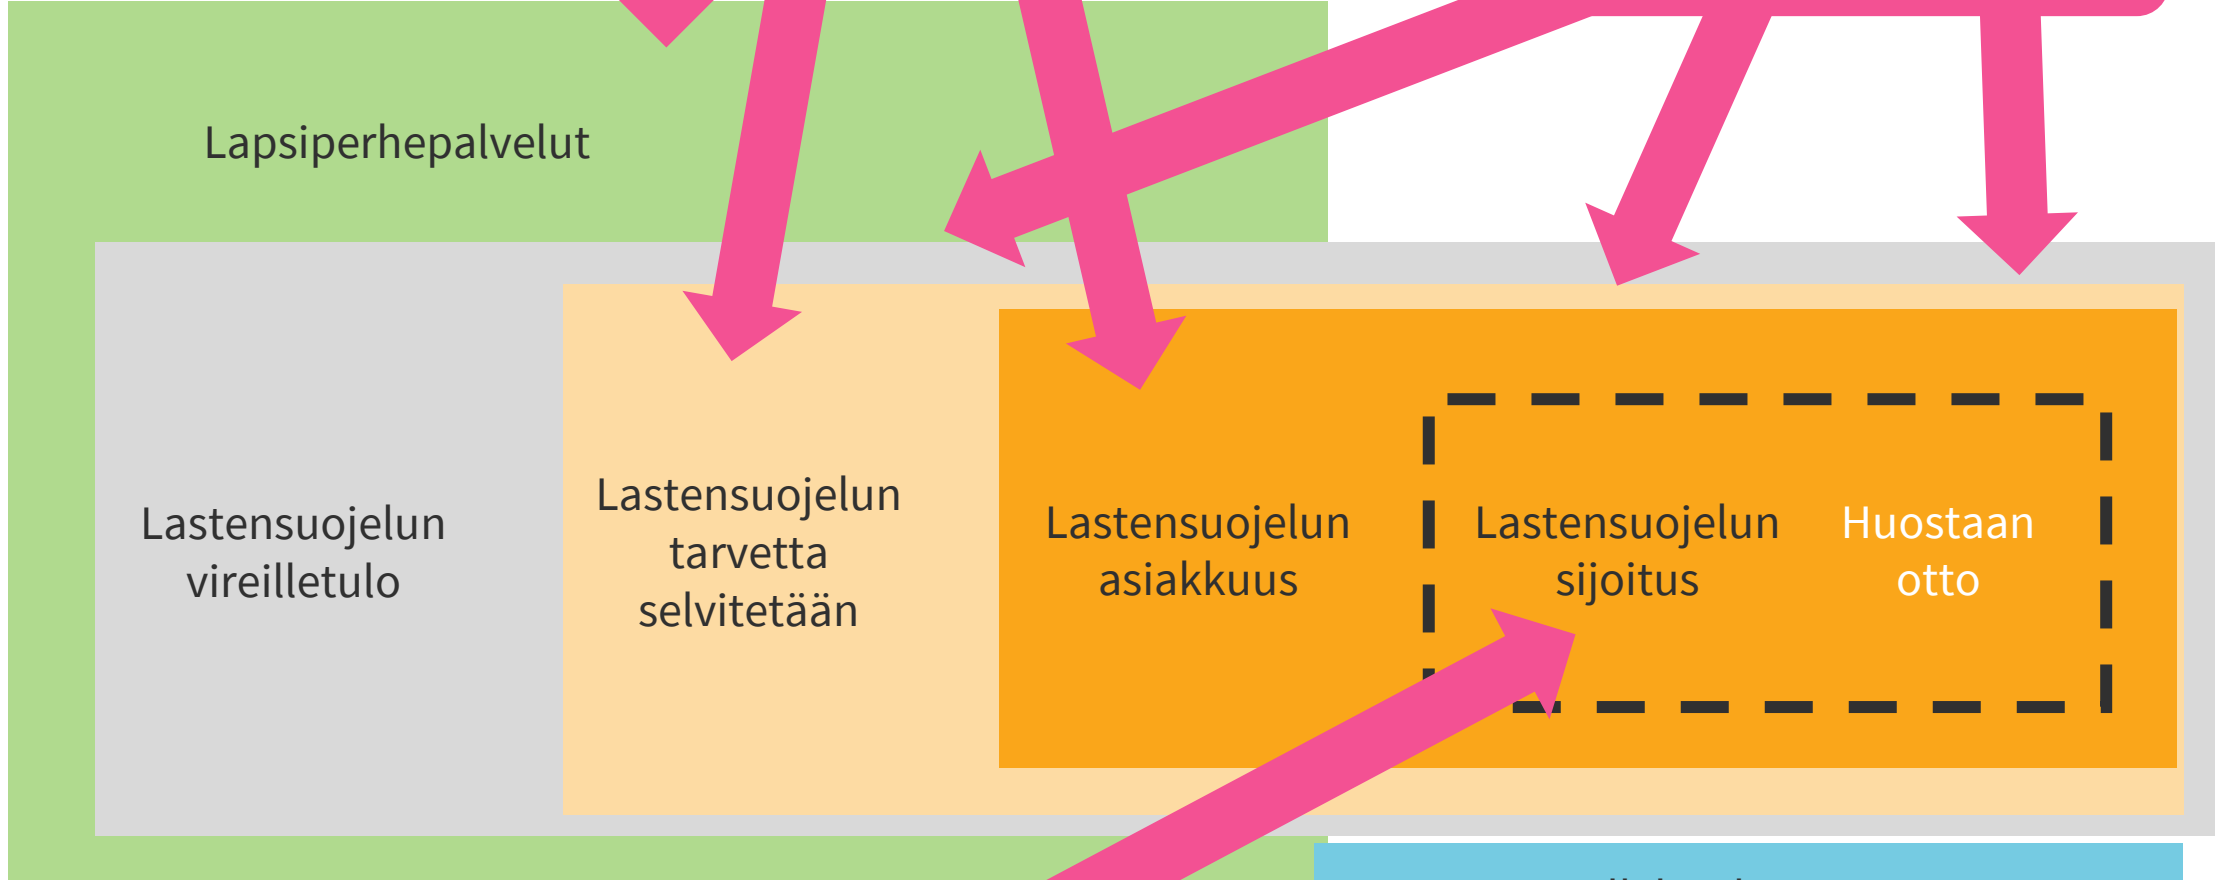 Lapsiperhepalvelut
Lastensuojelun
vireilletulo
Lastensuojelun
tarvetta
selvitetään
Lastensuojelun
asiakkuus
Lastensuojelun
sijoitus
Huostaan
otto